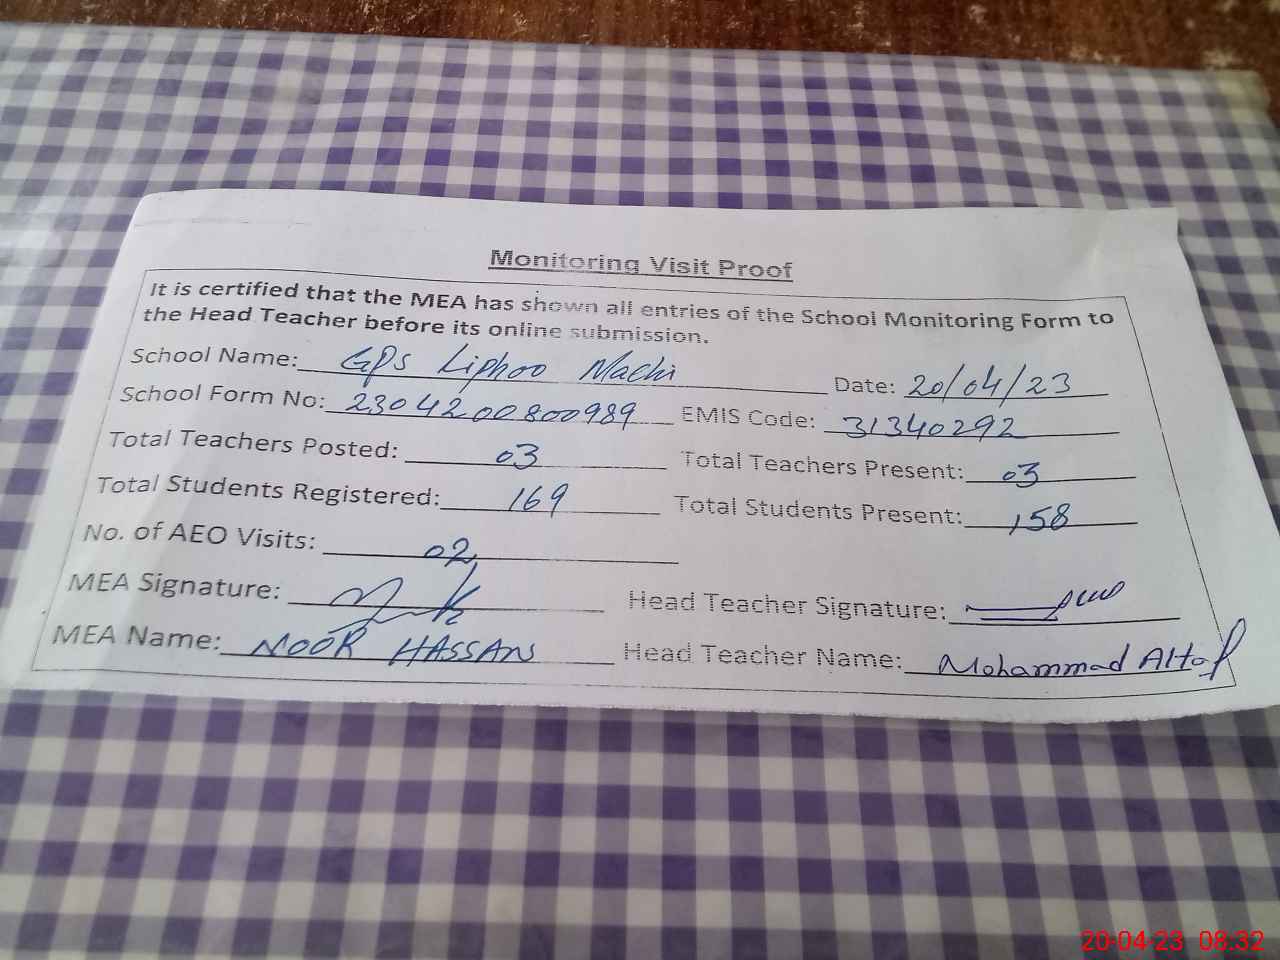 Monitoring Visit Proof
It is certified that the MEA has shown all entries of the School Monitoring Form to
the Head Teacher before its online submission.
School Name: GPS Liphoo Machi Date: 20/04/23
School Form No: 2304200800989 EMIS Code: 31340292
Total Teachers Posted: 03 Total Teachers Present: 03
Total Students Registered: 169 Total Students Present: 158
No. of AEO Visits: 02
MEA Signature: Head Teacher Signature:
MEA Name: NOOR HASSAN Head Teacher Name: Mohammad Altaf
20-04-23 08:32